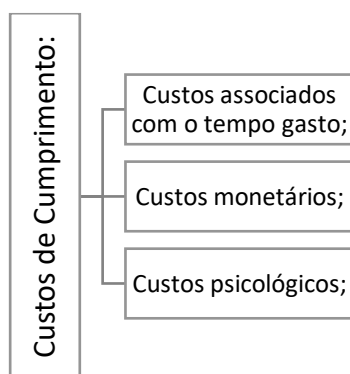 Custos de Cumprimento:
Custos associados
com o tempo gasto;
Custos monetários;
Custos psicológicos;